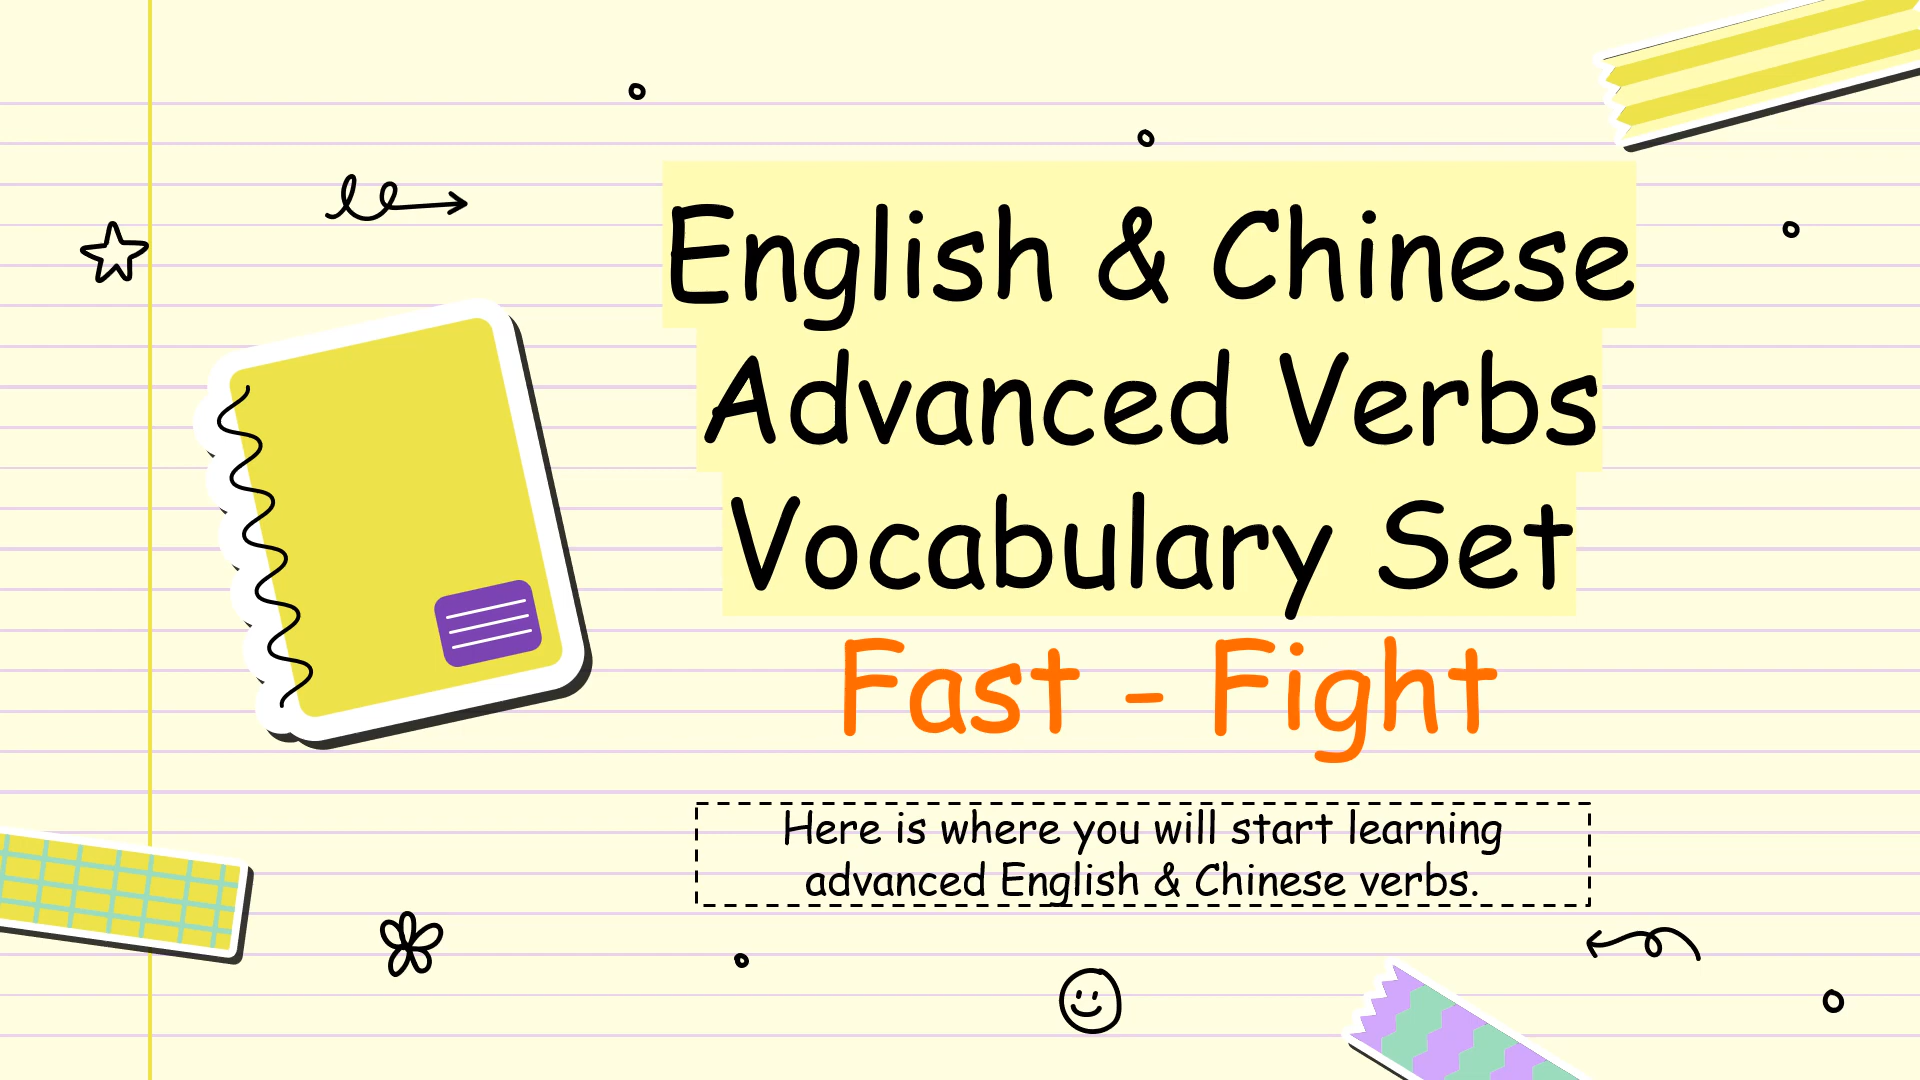 English & Chinese
Advanced Verbs
Vocabulary Set
Fast - Fight
Here is where you will start learning
advanced English & Chinese verbs.